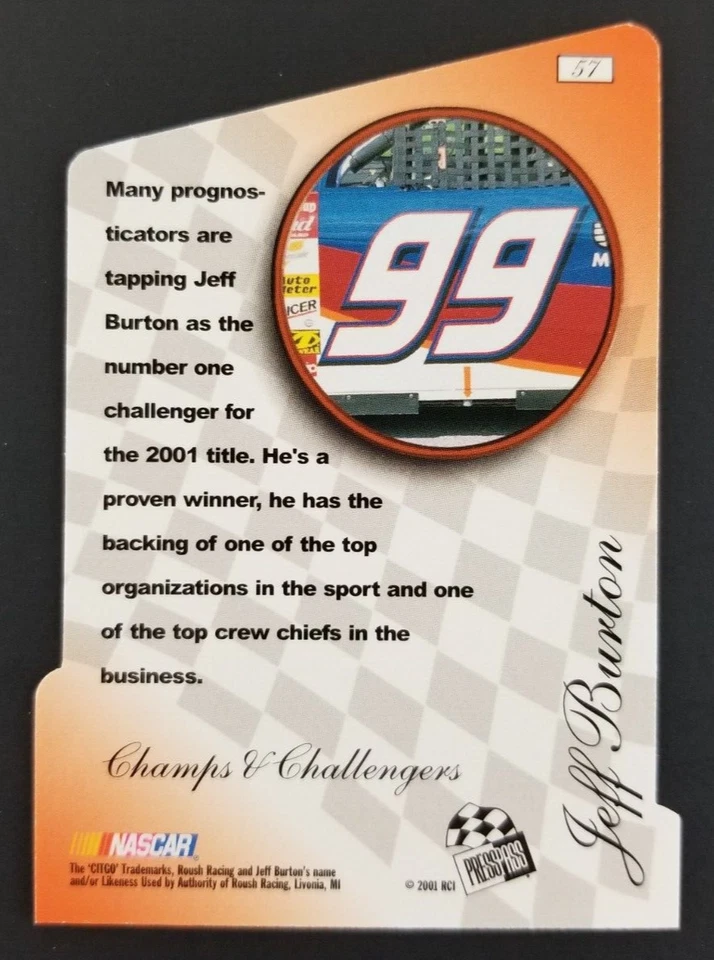 57
99
M
Auto
Meter
Many prognos-
ticators are
tapping Jeff
Burton as the
number one
challenger for
the 2001 title. He's a
proven winner, he has the
backing of one of the top
organizations in the sport and one
of the top crew chiefs in the
business.
Jeff Burton
Champs & Challengers
NASCAR
The 'CITGO' Trademarks, Roush Racing and Jeff Burton's name
and/or Likeness Used by Authority of Roush Racing, Livonia, MI
© 2001 RCI
PRESS PASS